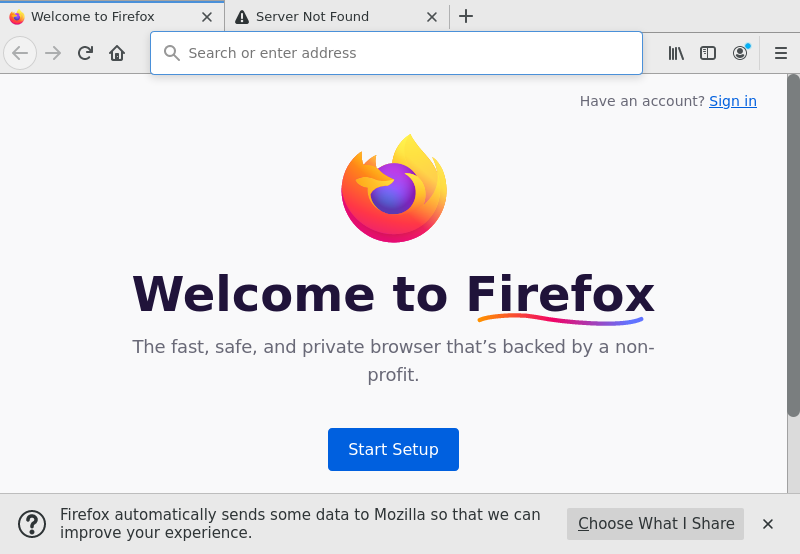 Welcome to Firefox
Server Not Found
Search or enter address
Have an account? Sign in
Welcome to Firefox
The fast, safe, and private browser that’s backed by a non-
profit.
Start Setup
Firefox automatically sends some data to Mozilla so that we can
improve your experience.
Choose What I Share